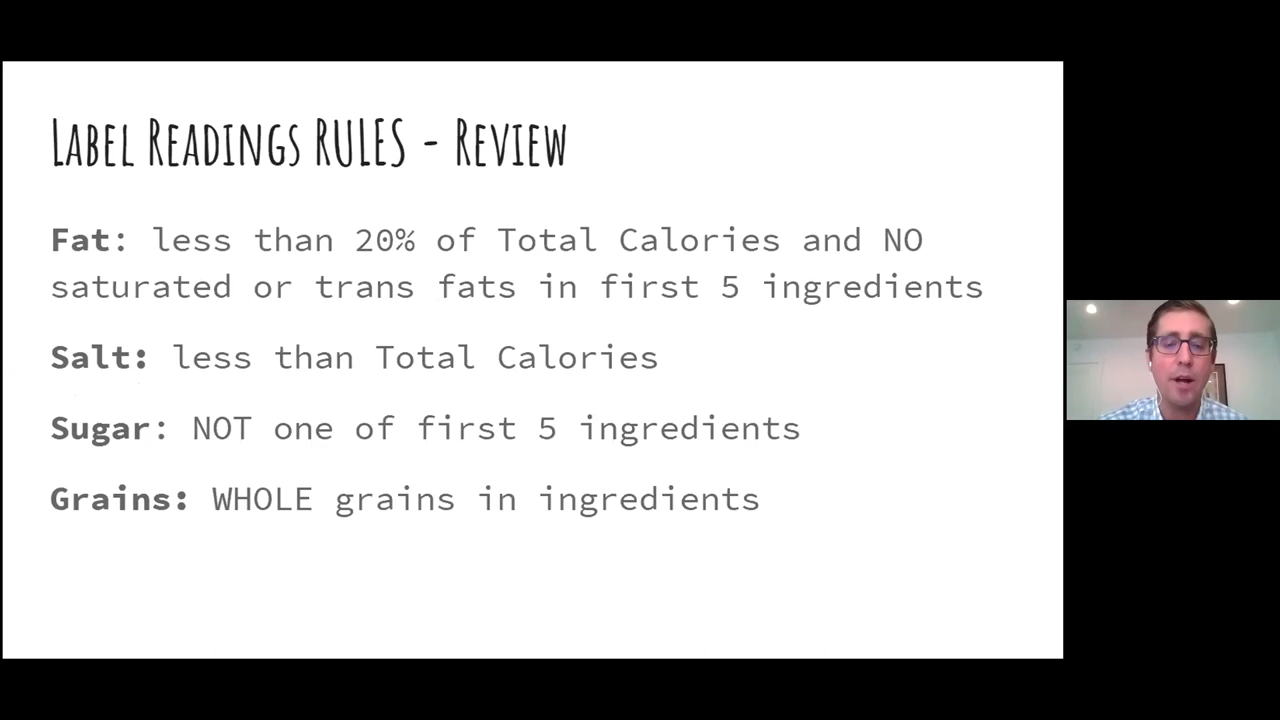 Label Readings RULES - Review
Fat: less than 20% of Total Calories and NO
saturated or trans fats in first 5 ingredients
Salt: less than Total Calories
Sugar: NOT one of first 5 ingredients
Grains: WHOLE grains in ingredients